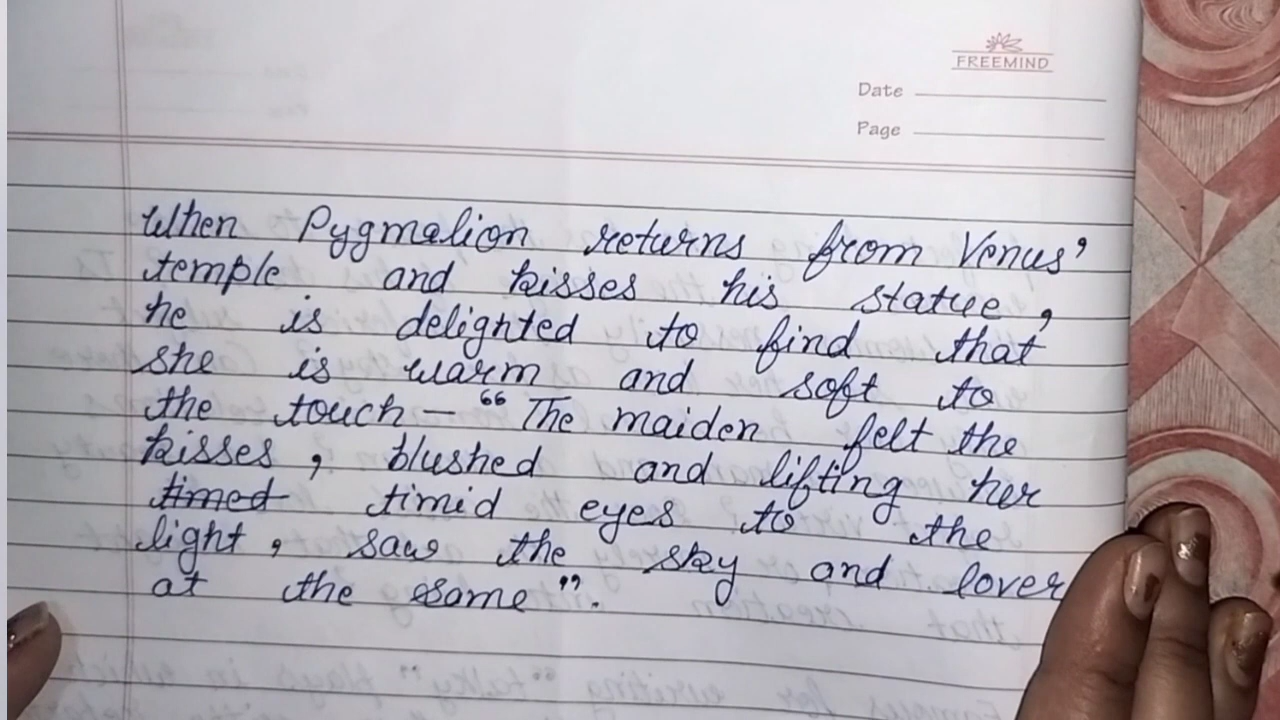 FREEMIND
Date
Page
When Pygmalion returns from Venus'
temple and kisses his statue,
he is delighted to find that
she is warm and soft to
the touch - "The maiden felt the
kisses, blushed and lifting her
timed timid eyes to the
light, saw the sky and lover
at the same".